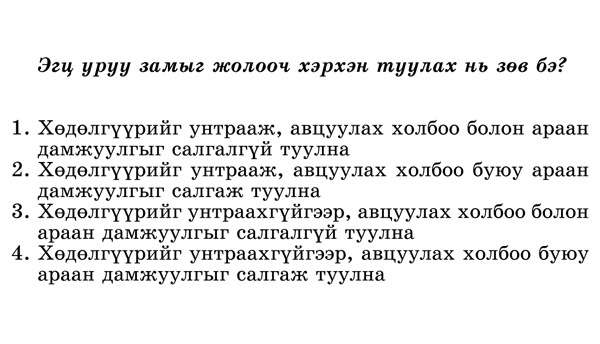 Эгц уруу замыг жолооч хэрхэн туулах нь зөв бэ?
1. Хөдөлгүүрийг унтрааж, авцуулах холбоо болон араан
дамжуулгыг салгалгүй туулна
2. Хөдөлгүүрийг унтрааж, авцуулах холбоо буюу араан
дамжуулгыг салгаж туулна
3. Хөдөлгүүрийг унтраахгүйгээр, авцуулах холбоо болон
араан дамжуулгыг салгалгүй туулна
4. Хөдөлгүүрийг унтраахгүйгээр, авцуулах холбоо буюу
араан дамжуулгыг салгаж туулна